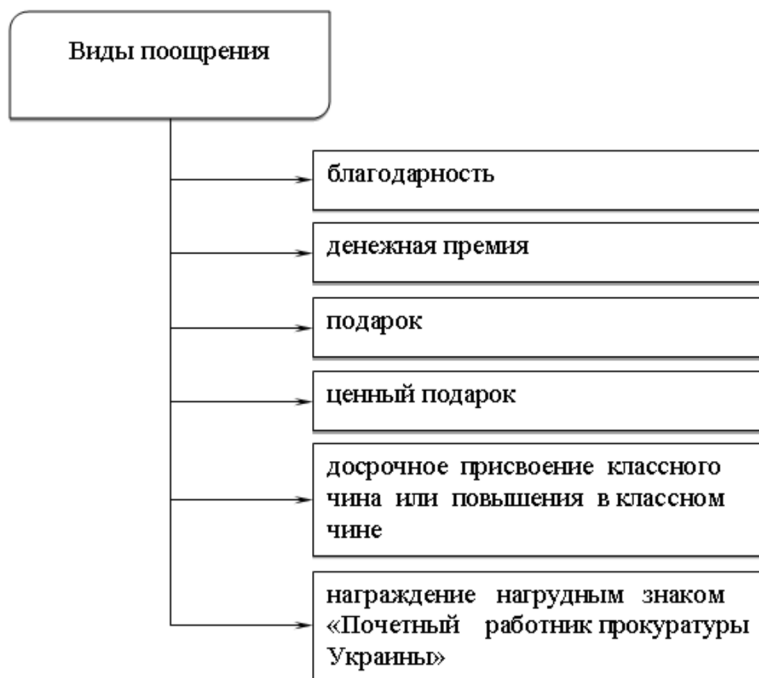 Виды поощрения
благодарность
денежная премия
подарок
ценный подарок
досрочное присвоение классного
чина или повышения в классном
чине
награждение нагрудным знаком
«Почетный работник прокуратуры
Украины»